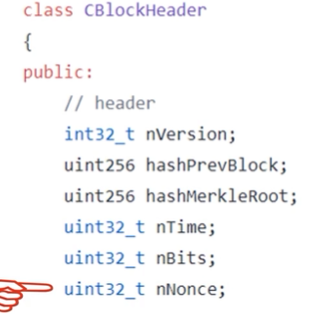 class CBlockHeader
{
public:
// header
int32_t nVersion;
uint256 hashPrevBlock;
uint256 hashMerkleRoot;
uint32_t nTime;
uint32_t nBits;
uint32_t nNonce;